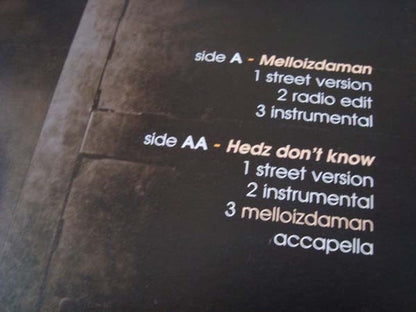 side A - Melloizdaman
1 street version
2 radio edit
3 instrumental
side AA - Hedz don't know
1 street version
2 instrumental
3 melloizdaman
accapella